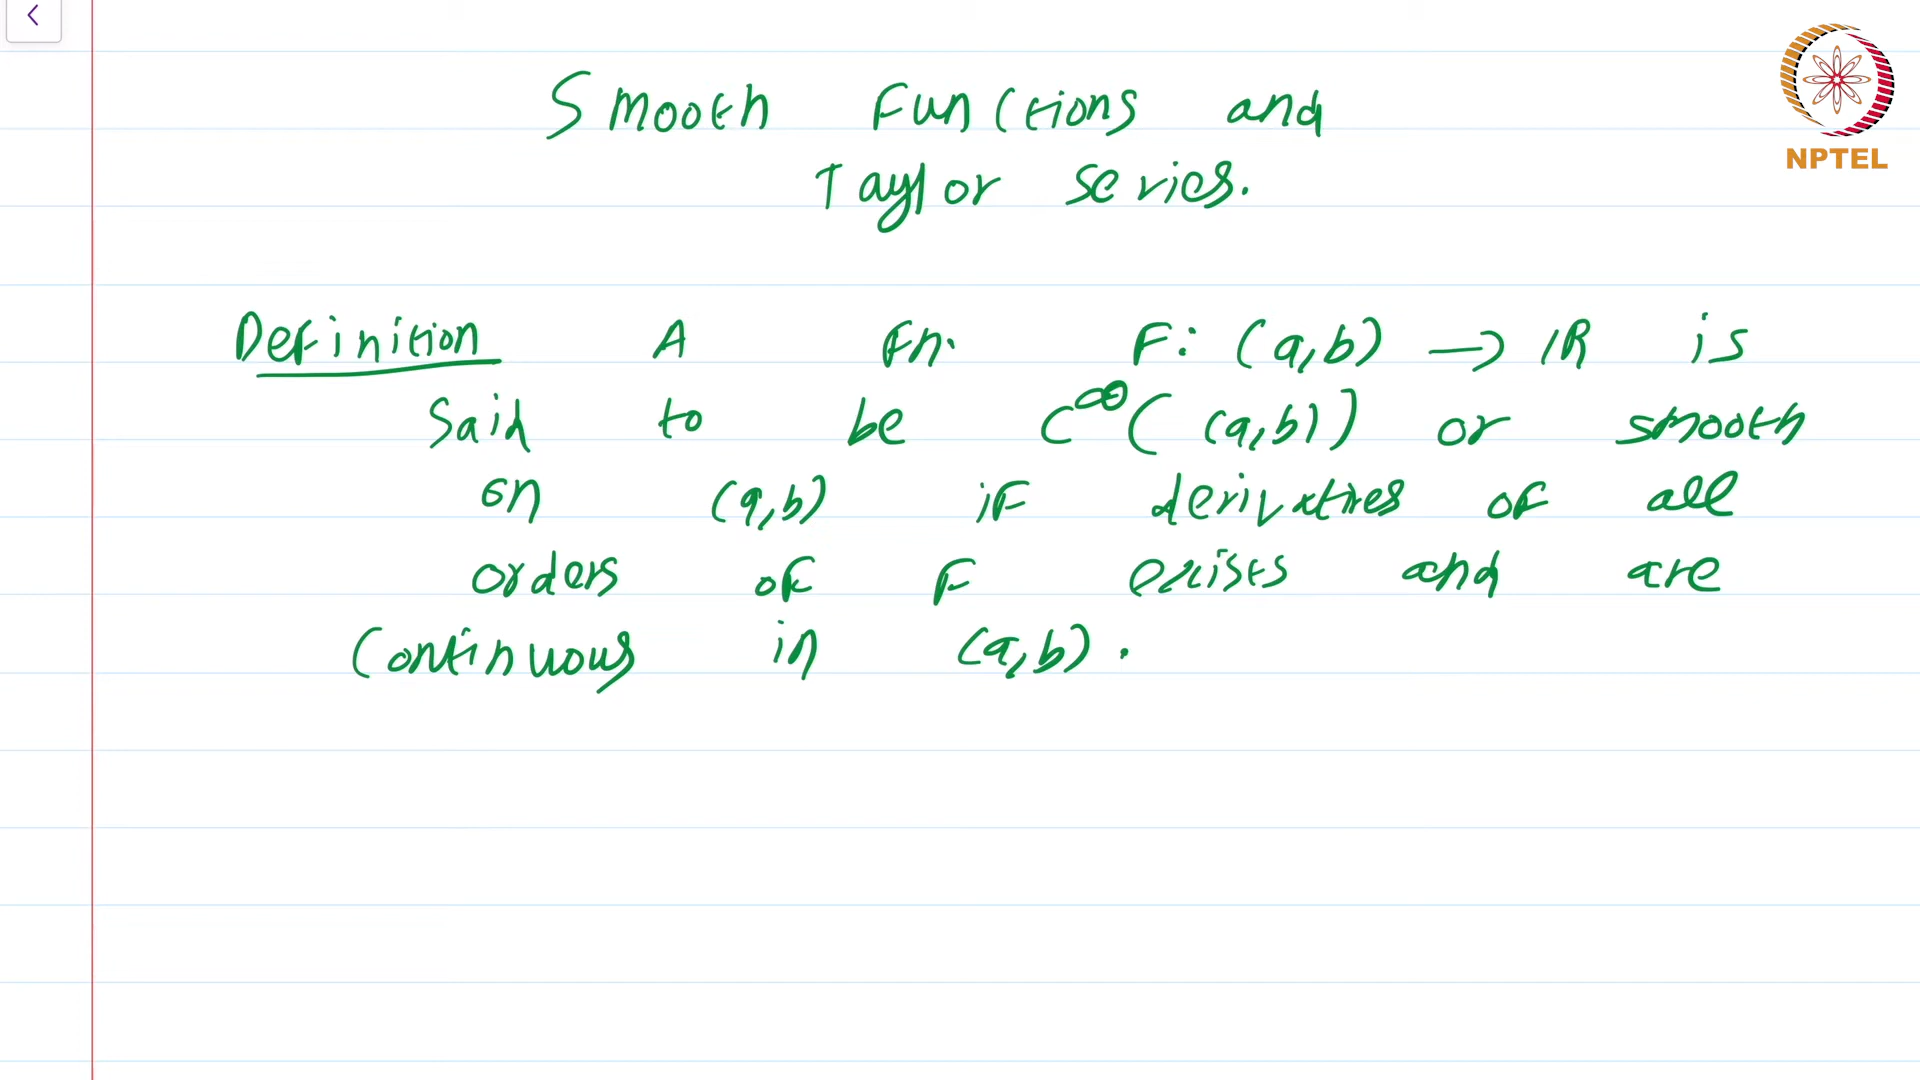 Smooth Functions and
Taylor series.
NPTEL
Definition A Fn. F: (a,b) → ℝ is
Said to be C^∞((a,b)) or smooth
on (a,b) if derivatives of all
orders of F exists and are
Continuous in (a,b).